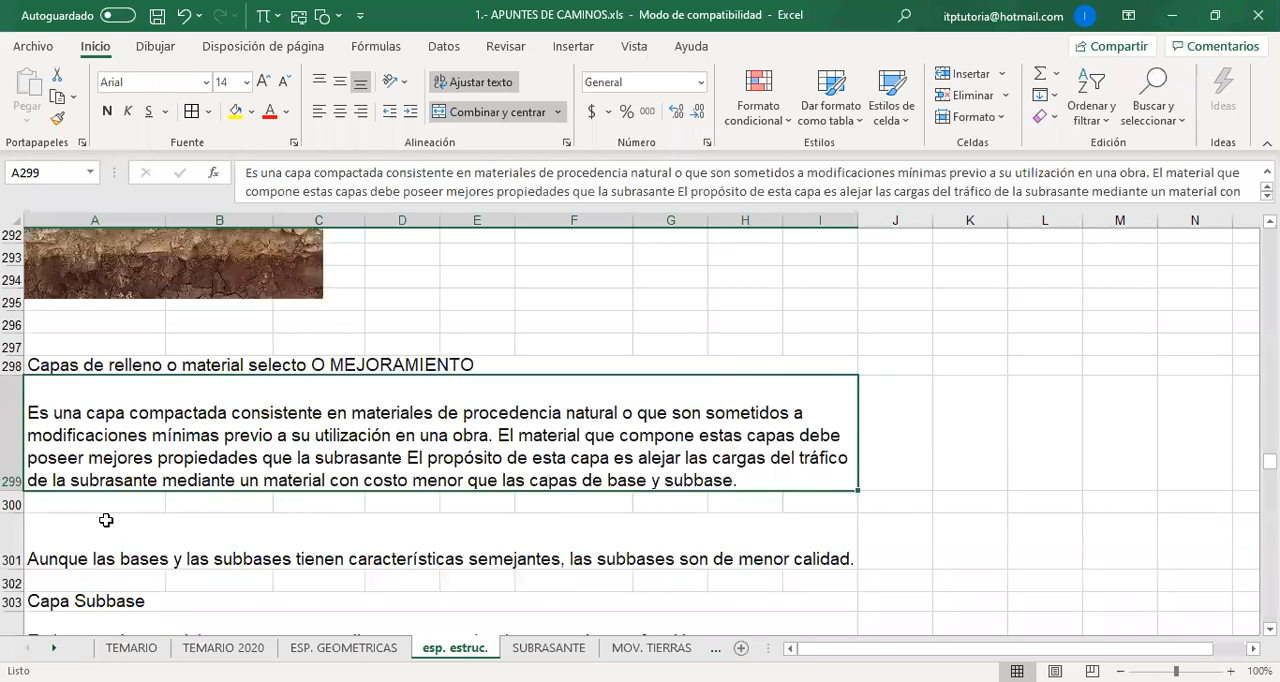 Autoguardado
1.- APUNTES DE CAMINOS.xls - Modo de compatibilidad - Excel
itptutoria@hotmail.com
I
Archivo Inicio Dibujar Disposición de página Fórmulas Datos Revisar Insertar Vista Ayuda
Compartir Comentarios
Pegar
Arial 14
N K S
Ajustar texto
Combinar y centrar
General
$ % 000
Formato condicional
Dar formato como tabla
Estilos de celda
Insertar
Eliminar
Formato
Ordenar y filtrar
Buscar y seleccionar
Ideas
Portapapeles Fuente Alineación Número Estilos Celdas Edición Ideas
A299
fx
Es una capa compactada consistente en materiales de procedencia natural o que son sometidos a modificaciones mínimas previo a su utilización en una obra. El material que
compone estas capas debe poseer mejores propiedades que la subrasante El propósito de esta capa es alejar las cargas del tráfico de la subrasante mediante un material con
A B C D E F G H I J K L M N
292
293
294
295
296
297
298 Capas de relleno o material selecto O MEJORAMIENTO
Es una capa compactada consistente en materiales de procedencia natural o que son sometidos a
modificaciones mínimas previo a su utilización en una obra. El material que compone estas capas debe
poseer mejores propiedades que la subrasante El propósito de esta capa es alejar las cargas del tráfico
299 de la subrasante mediante un material con costo menor que las capas de base y subbase.
300
301 Aunque las bases y las subbases tienen características semejantes, las subbases son de menor calidad.
302
303 Capa Subbase
TEMARIO TEMARIO 2020 ESP. GEOMETRICAS esp. estruc. SUBRASANTE MOV. TIERRAS ...
Listo
100%